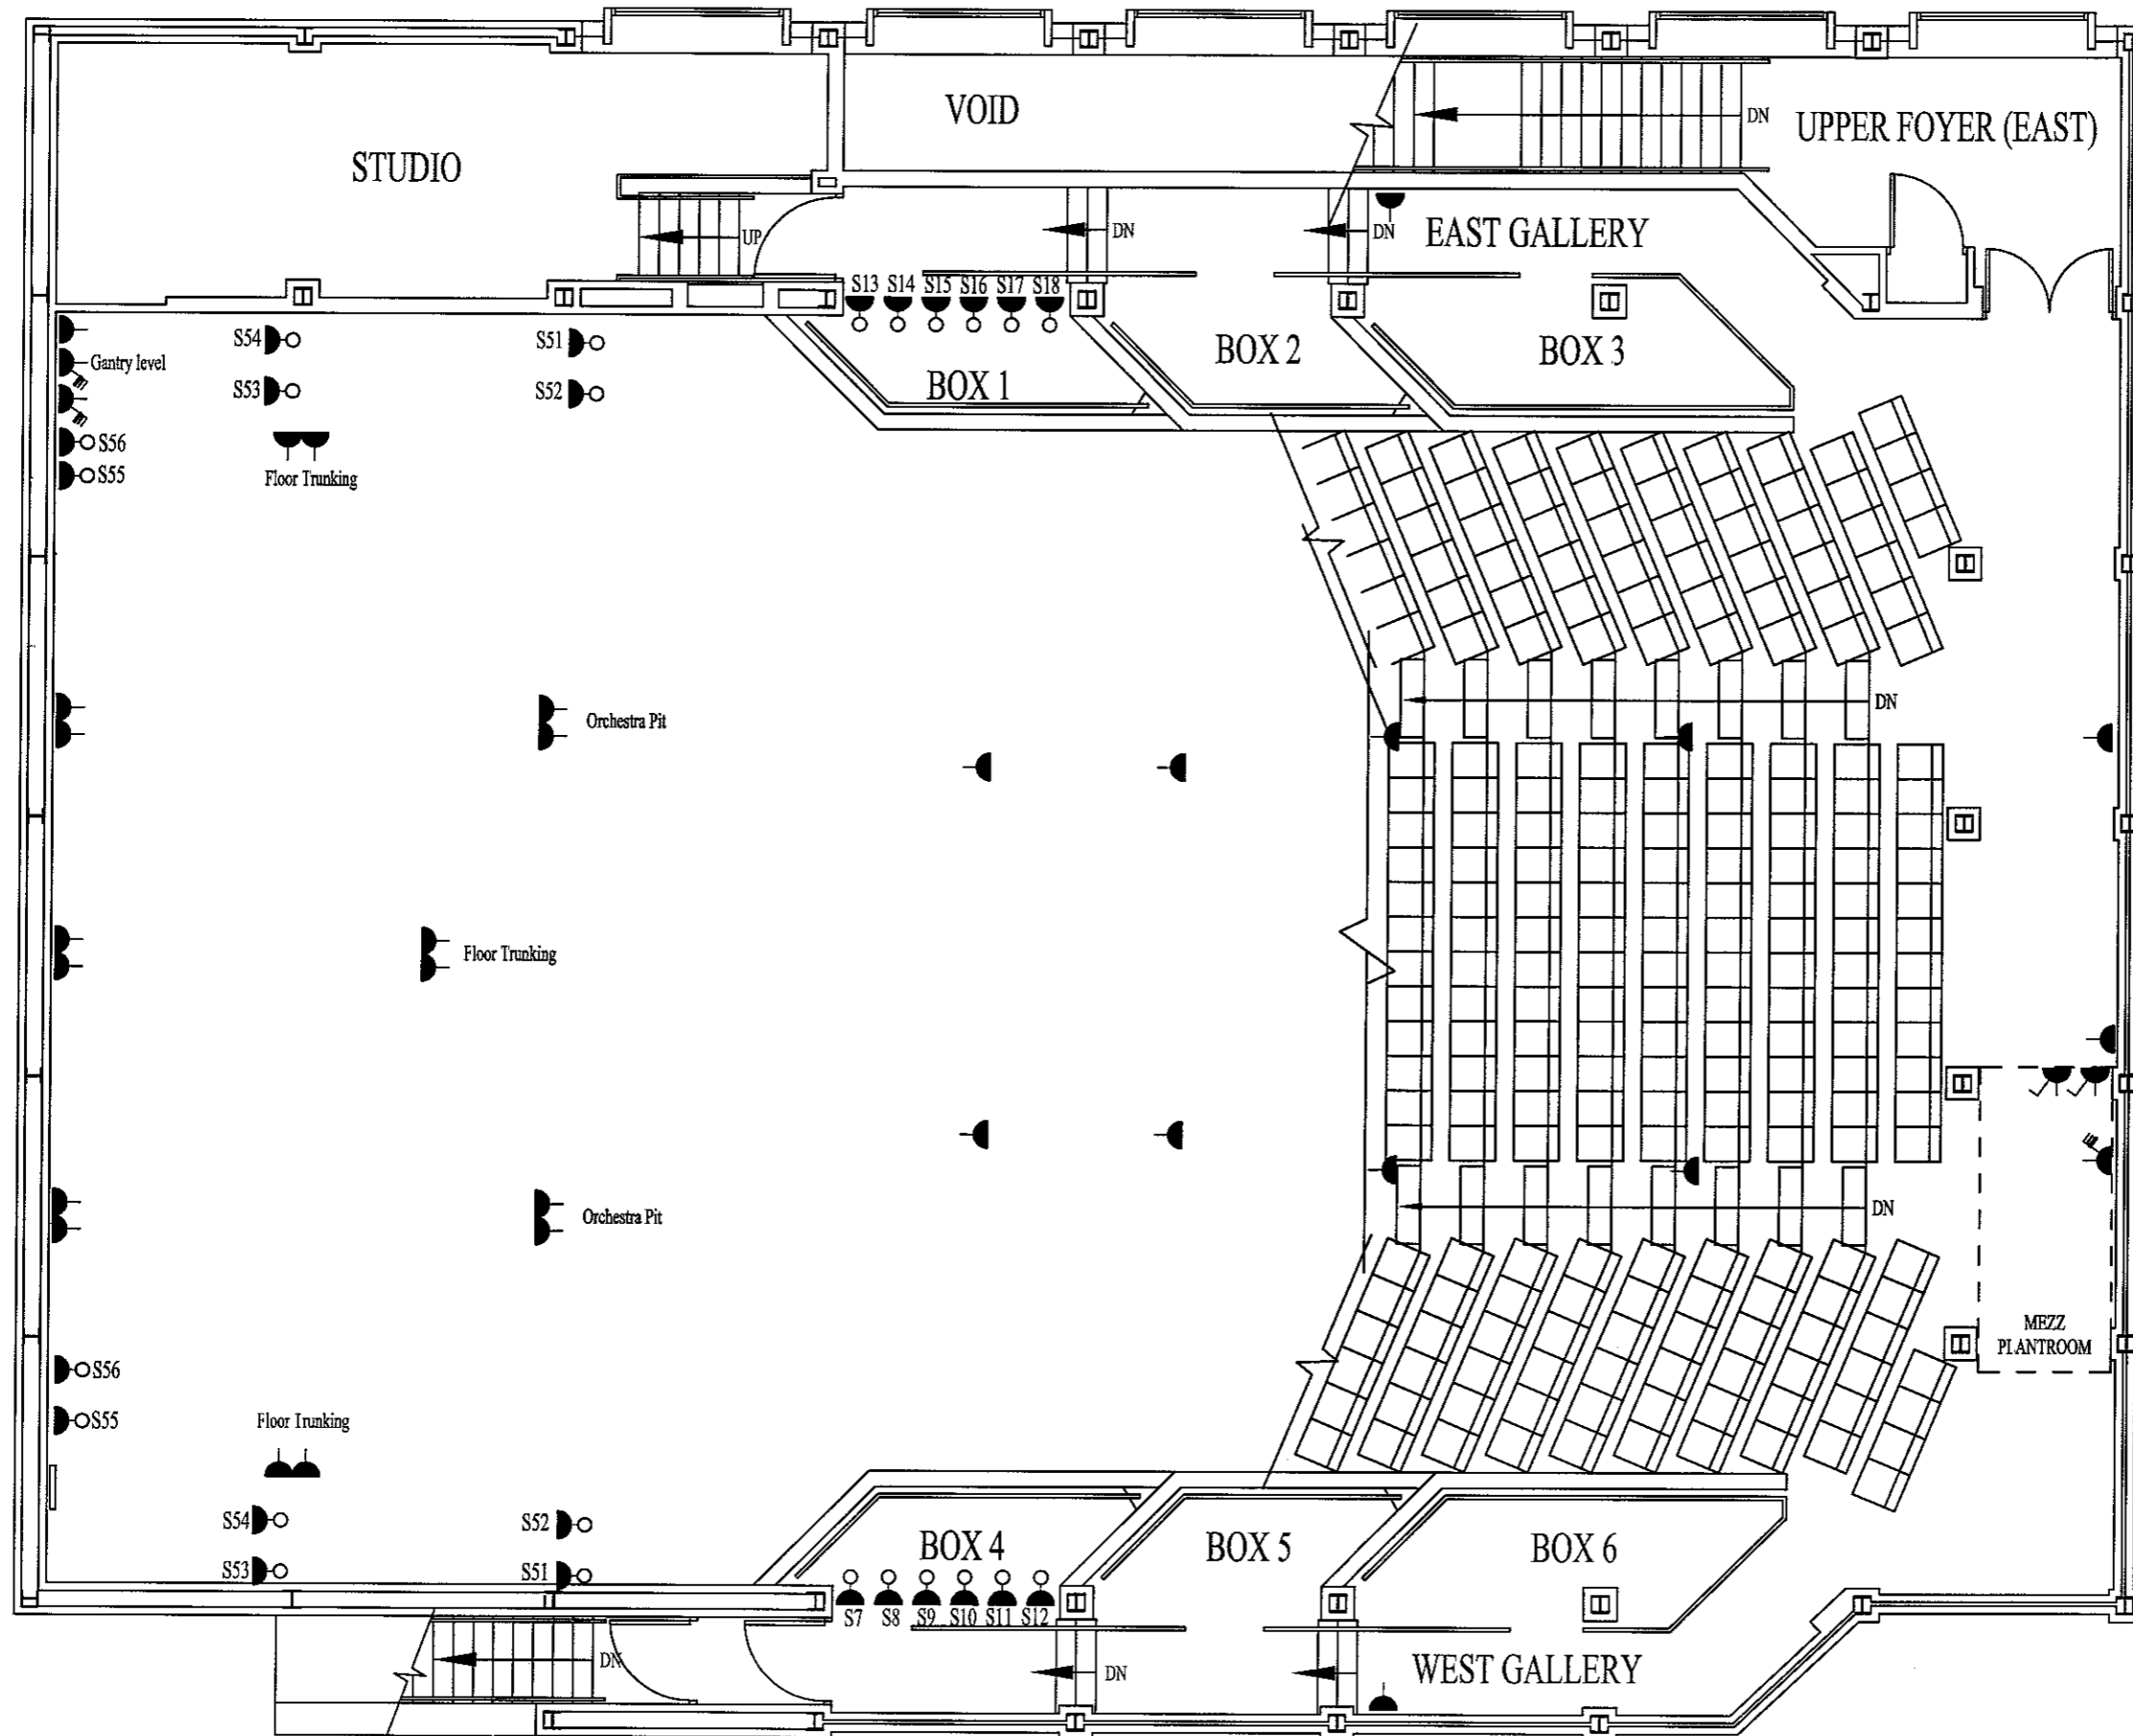 VOID
DN
UPPER FOYER (EAST)
STUDIO
UP
DN
DN
EAST GALLERY
S13 S14 S15 S16 S17 S18
S54
S51
Gantry level
BOX 1
BOX 2
BOX 3
S53
S52
S56
S55
Floor Trunking
Orchestra Pit
DN
Floor Trunking
Orchestra Pit
DN
MEZZ
PLANTROOM
S56
S55
Floor Trunking
S54
S52
BOX 4
BOX 5
BOX 6
S53
S51
S7 S8 S9 S10 S11 S12
DN
DN
WEST GALLERY